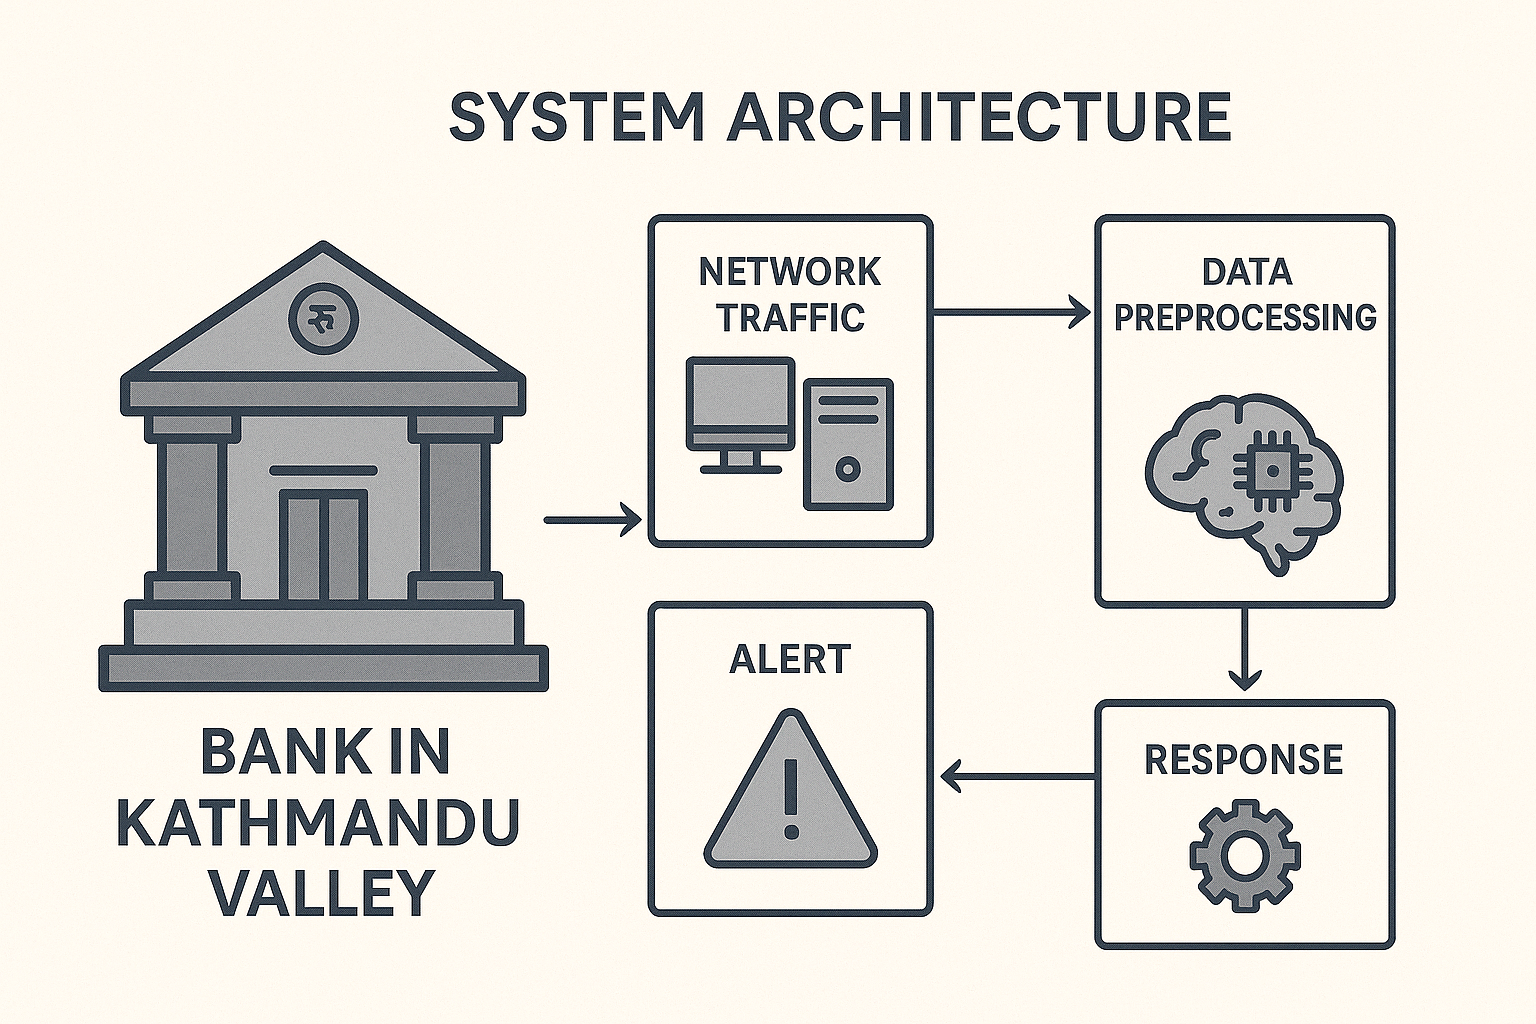 SYSTEM ARCHITECTURE
NETWORK
TRAFFIC
DATA
PREPROCESSING
ALERT
RESPONSE
BANK IN
KATHMANDU
VALLEY